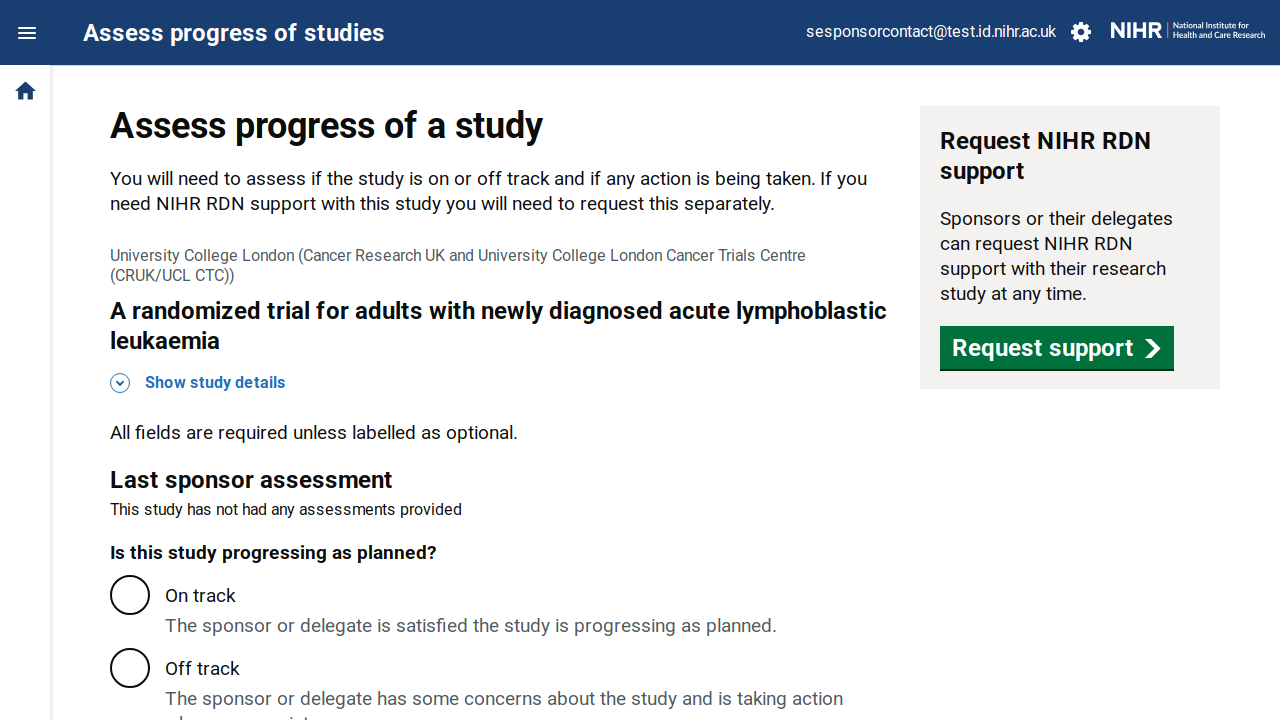 Assess progress of studies
sesponsorcontact@test.id.nihr.ac.uk
NIHR | National Institute for
Health and Care Research
Assess progress of a study
You will need to assess if the study is on or off track and if any action is being taken. If you
need NIHR RDN support with this study you will need to request this separately.
University College London (Cancer Research UK and University College London Cancer Trials Centre
(CRUK/UCL CTC))
A randomized trial for adults with newly diagnosed acute lymphoblastic
leukaemia
Show study details
All fields are required unless labelled as optional.
Last sponsor assessment
This study has not had any assessments provided
Is this study progressing as planned?
On track
The sponsor or delegate is satisfied the study is progressing as planned.
Off track
The sponsor or delegate has some concerns about the study and is taking action
Request NIHR RDN
support
Sponsors or their delegates
can request NIHR RDN
support with their research
study at any time.
Request support